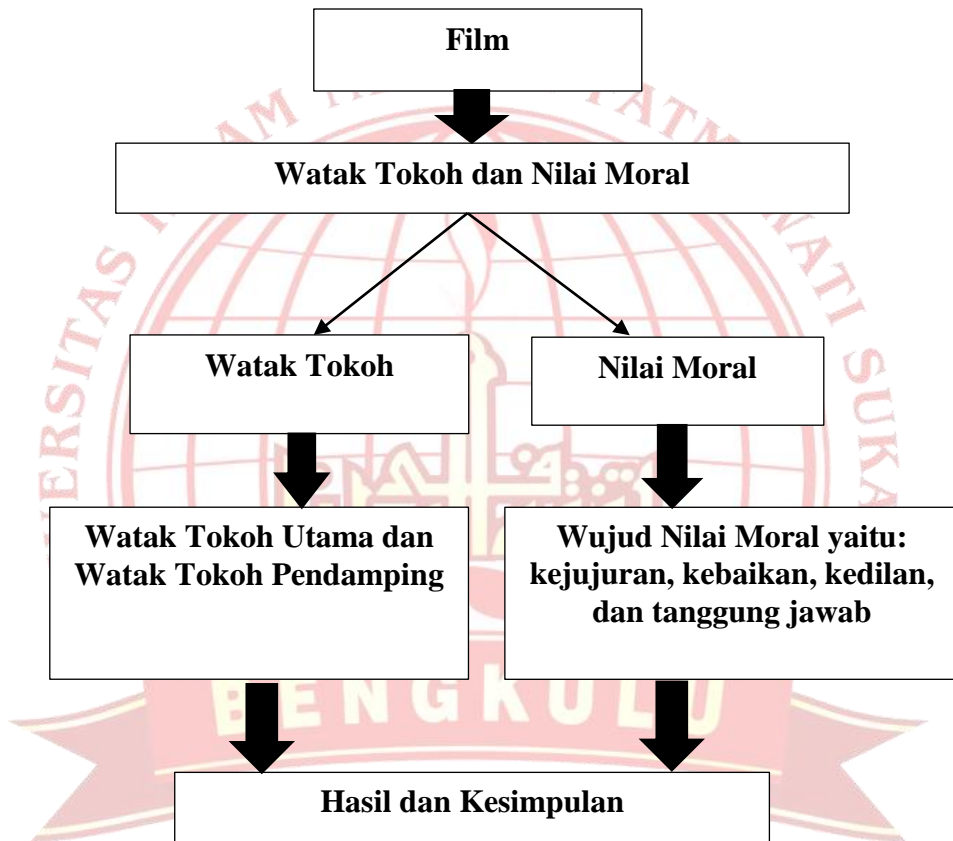 Film
Watak Tokoh dan Nilai Moral
Watak Tokoh
Nilai Moral
Watak Tokoh Utama dan
Watak Tokoh Pendamping
Wujud Nilai Moral yaitu:
kejujuran, kebaikan, kedilan,
dan tanggung jawab
BENGKULU
Hasil dan Kesimpulan